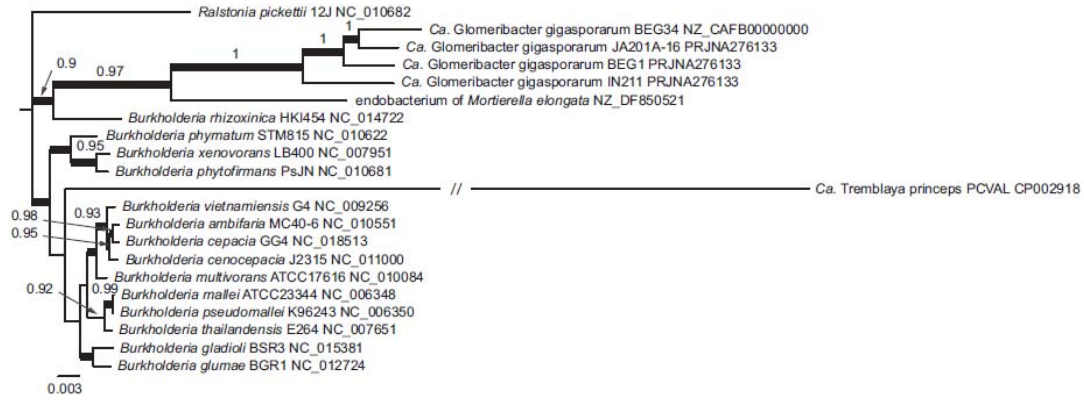 Ralstonia pickettii 12J NC_010682
1
Ca. Glomeribacter gigasporarum BEG34 NZ_CAFB00000000
1
Ca. Glomeribacter gigasporarum JA201A-16 PRJNA276133
1
0.9
0.97
Ca. Glomeribacter gigasporarum BEG1 PRJNA276133
Ca. Glomeribacter gigasporarum IN211 PRJNA276133
endobacterium of Mortierella elongata NZ_DF850521
Burkholderia rhizoxinica HKI454 NC_014722
Burkholderia phymatum STM815 NC_010622
0.95
Burkholderia xenovorans LB400 NC_007951
Burkholderia phytofirmans PsJN NC_010681
//
Ca. Tremblaya princeps PCVAL CP002918
Burkholderia vietnamiensis G4 NC_009256
0.98
0.93
Burkholderia ambifaria MC40-6 NC_010551
0.95
Burkholderia cepacia GG4 NC_018513
Burkholderia cenocepacia J2315 NC_011000
Burkholderia multivorans ATCC17616 NC_010084
0.92
0.99
Burkholderia mallei ATCC23344 NC_006348
Burkholderia pseudomallei K96243 NC_006350
Burkholderia thailandensis E264 NC_007651
Burkholderia gladioli BSR3 NC_015381
Burkholderia glumae BGR1 NC_012724
0.003